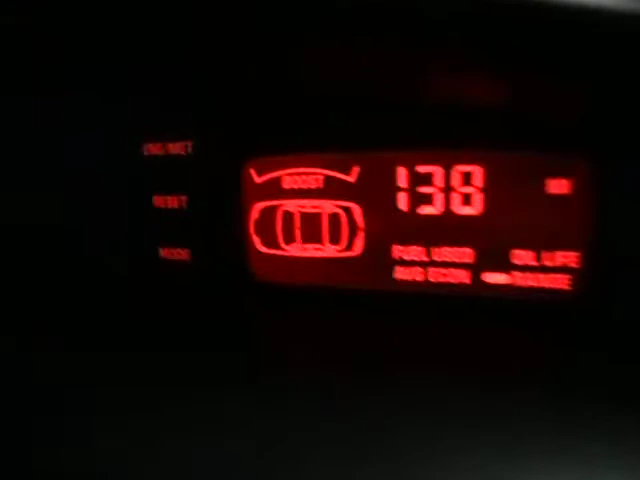 ENG/MET
RESET
MODE
BOOST
138
FUEL USED
OIL LIFE
AVG ECON
RANGE